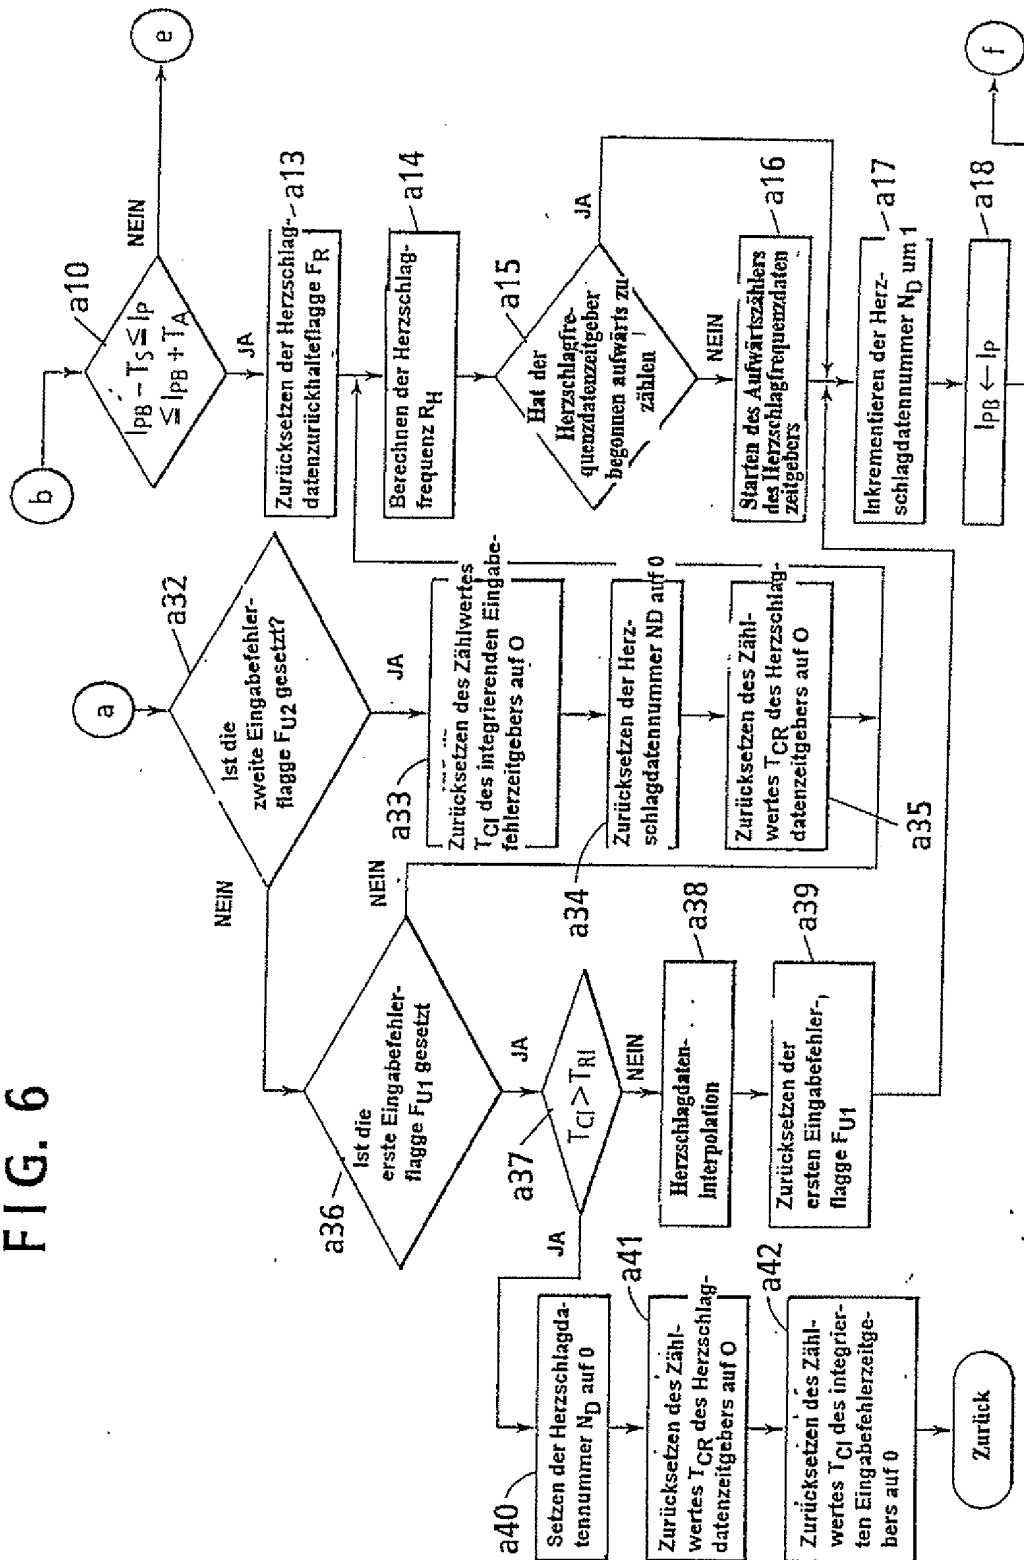 FIG. 6
a
a32
Ist die
zweite Eingabefehler-
flagge FU2 gesetzt?
NEIN
JA
a33
Zurücksetzen des Zählwertes
TCI des integrierenden Eingabe-
fehlerzeitgebers auf O
a34
Zurücksetzen der Herz-
schlagdatennummer ND auf 0
Zurücksetzen des Zähl-
wertes TCR des Herzschlag-
datenzeitgebers auf O
a35
a36
Ist die
erste Eingabefehler-
flagge FU1 gesetzt
NEIN
JA
a37
TCI > TRI
JA
NEIN
a38
Herzschlagdaten-
interpolation
a39
Zurücksetzen der
ersten Eingabefehler-,
flagge FU1
a40
Setzen der Herzschlagda-
tennummer ND auf 0
a41
Zurücksetzen des Zähl-
wertes TCR des Herzschlag-
datenzeitgebers auf O
a42
Zurücksetzen des Zähl-
wertes TCI des integrier-
ten Eingabefehlerzeitge-
bers auf 0
Zurück
b
a10
IPB − TS ≤ IP
≤ IPB + TA
NEIN
e
JA
a13
Zurücksetzen der Herzschlag-
datenzurückhalteflagge FR
a14
Berechnen der Herzschlag-
frequenz RH
a15
Hat der
Herzschlagfre-
quenzdatenzeitgeber
begonnen aufwärts zu
zählen
JA
NEIN
a16
Starten des Aufwärtszählers
des Herzschlagfrequenzdaten
zeitgebers
a17
Inkrementieren der Herz-
schlagdatennummer ND um 1
a18
IPB ← IP
f